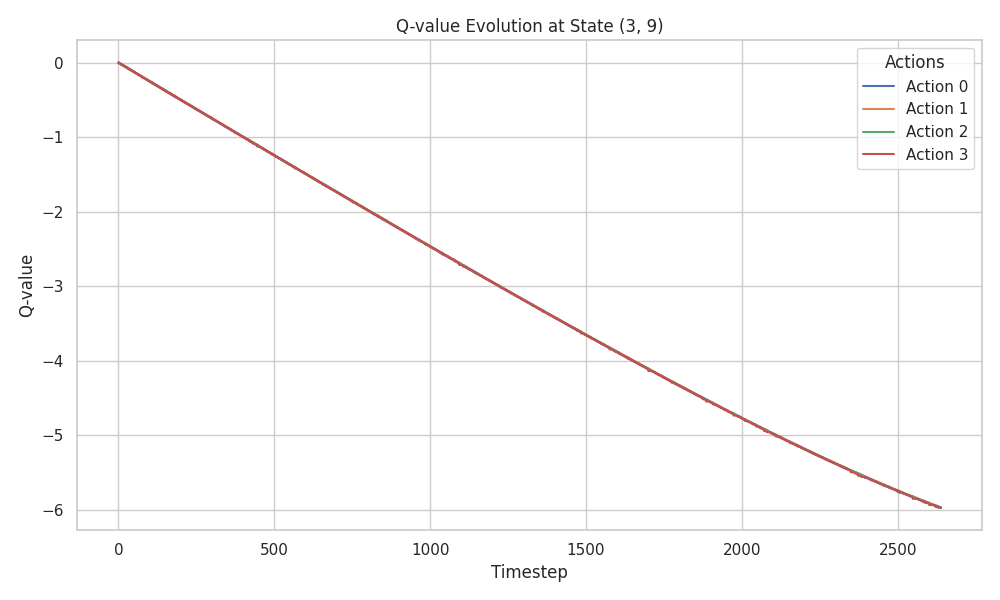 Q-value Evolution at State (3, 9)
Actions
Action 0
Action 1
Action 2
Action 3
Q-value
0
−1
−2
−3
−4
−5
−6
0 500 1000 1500 2000 2500
Timestep